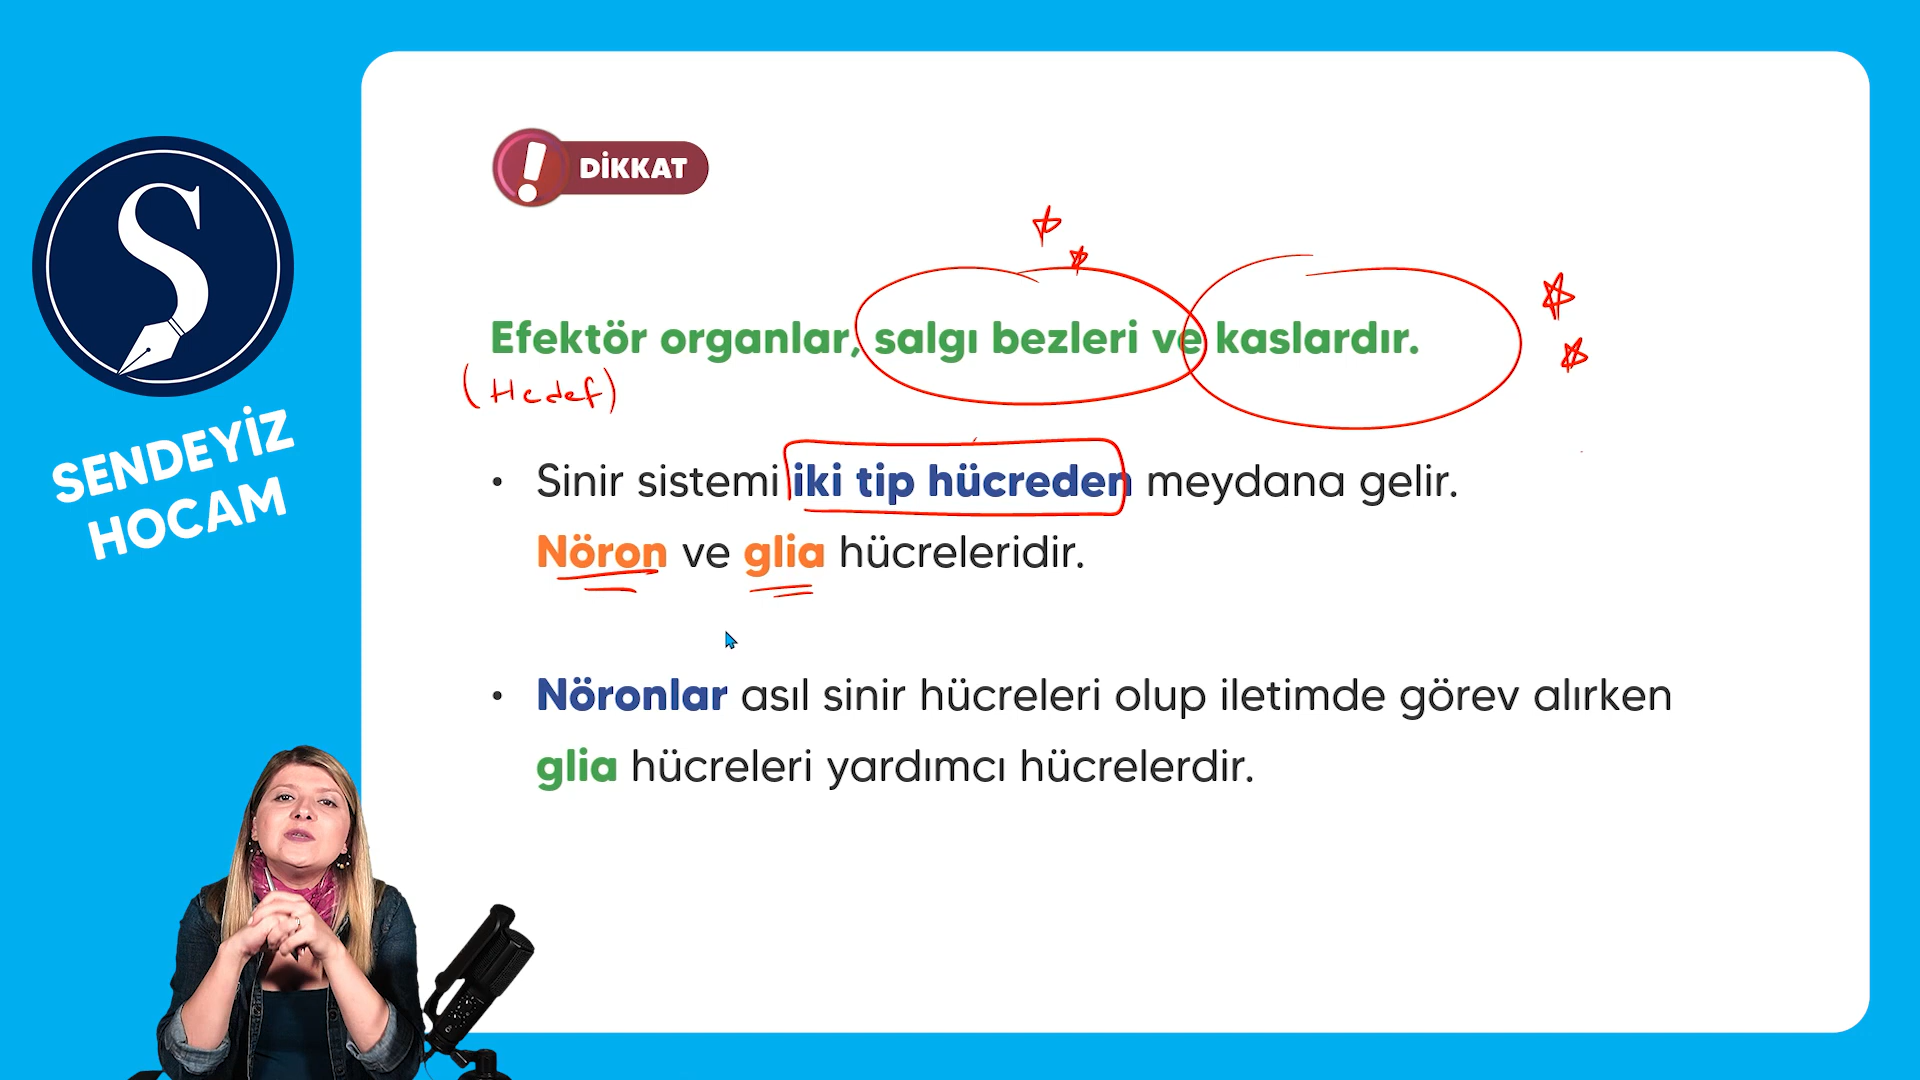 SENDEYİZ
HOCAM
DİKKAT
Efektör organlar, salgı bezleri ve kaslardır.
(Hedef)
• Sinir sistemi iki tip hücreden meydana gelir.
Nöron ve glia hücreleridir.
• Nöronlar asıl sinir hücreleri olup iletimde görev alırken
glia hücreleri yardımcı hücrelerdir.